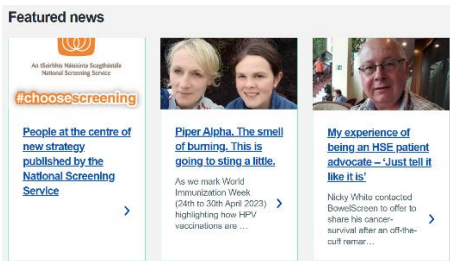 Featured news
An tSeirbhís Náisiúnta Scagthástála
National Screening Service
#choosescreening
People at the centre of
new strategy
published by the
National Screening
Service
Piper Alpha. The smell
of burning. This is
going to sting a little.
As we mark World
Immunization Week
(24th to 30th April 2023)
highlighting how HPV
vaccinations are ...
My experience of
being an HSE patient
advocate – ‘Just tell it
like it is’
Nicky White contacted
BowelScreen to offer to
share his cancer-
survival after an off-the-
cuff remar...